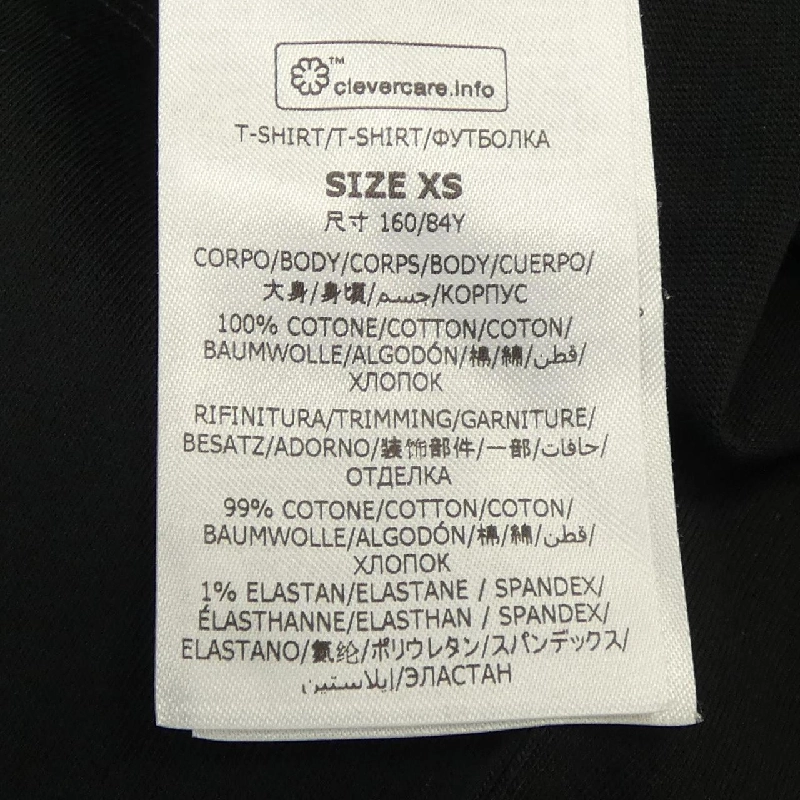 clevercare.info™
T-SHIRT/T-SHIRT/ФУТБОЛКА
SIZE XS
尺寸 160/84Y
CORPO/BODY/CORPS/BODY/CUERPO/
大身/身頃/جسم/КОРПУС
100% COTONE/COTTON/COTON/
BAUMWOLLE/ALGODÓN/棉/綿/قطن/
ХЛОПОК
RIFINITURA/TRIMMING/GARNITURE/
BESATZ/ADORNO/装饰部件/一部/حافات/
ОТДЕЛКА
99% COTONE/COTTON/COTON/
BAUMWOLLE/ALGODÓN/棉/綿/قطن/
ХЛОПОК
1% ELASTAN/ELASTANE / SPANDEX/
ÉLASTHANNE/ELASTHAN / SPANDEX/
ELASTANO/氨纶/ポリウレタン/スパンデックス/
إيلاستين/ЭЛАСТАН